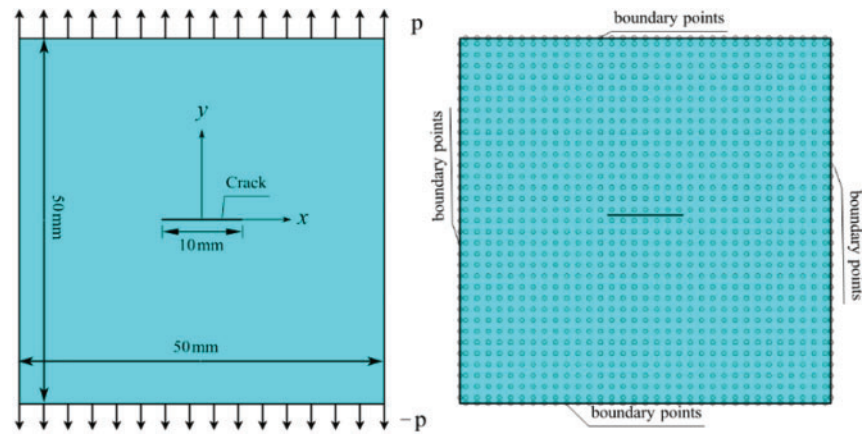 p
y
Crack
x
10mm
50mm
50mm
-p
boundary points
boundary points
boundary points
boundary points